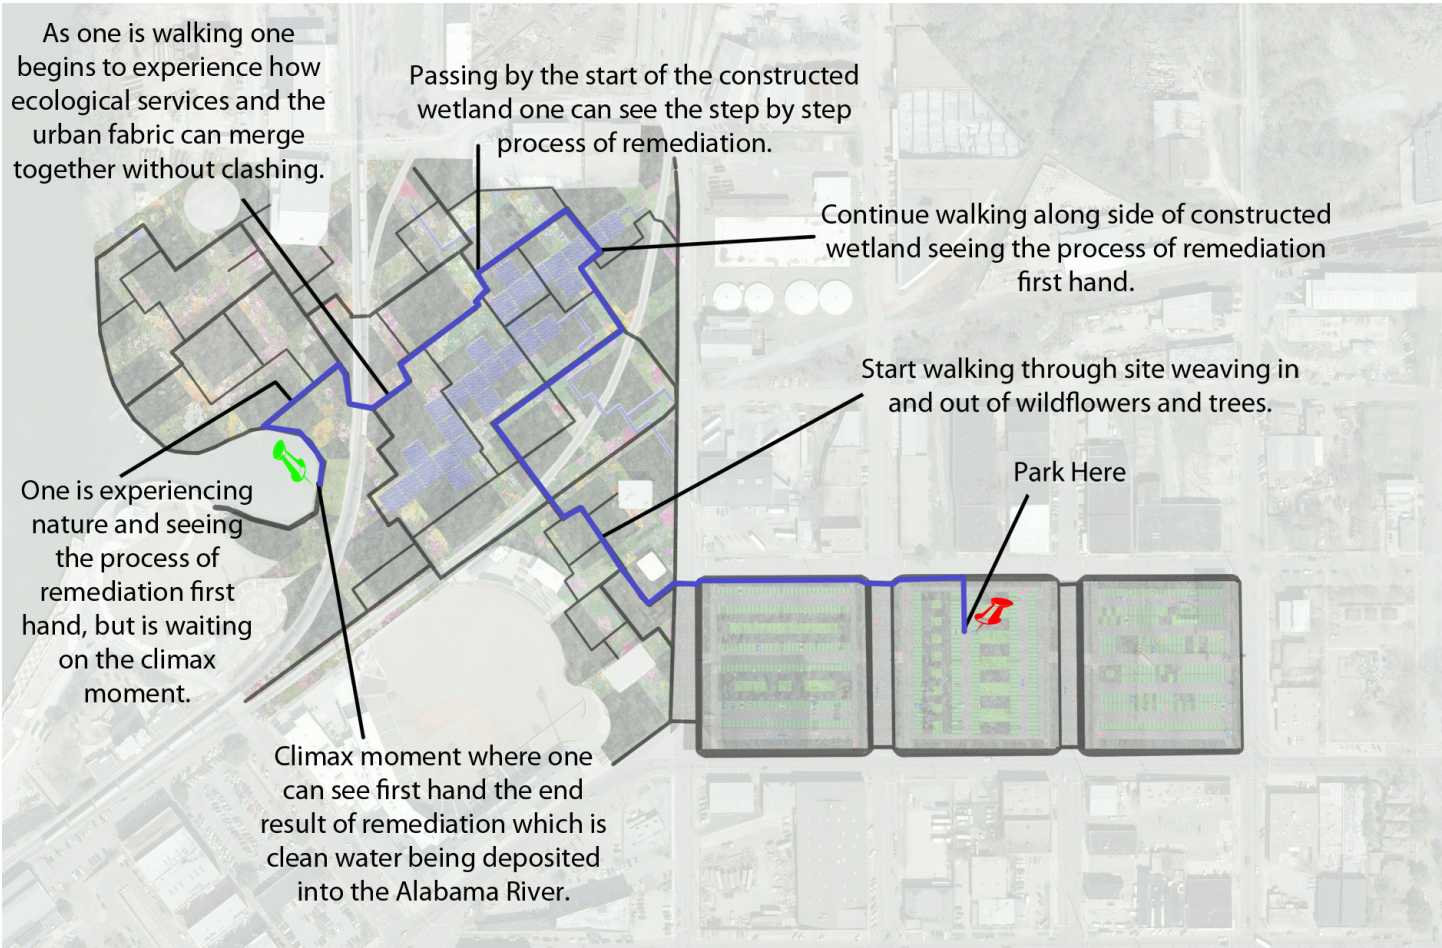 As one is walking one
begins to experience how
ecological services and the
urban fabric can merge
together without clashing.
Passing by the start of the constructed
wetland one can see the step by step
process of remediation.
Continue walking along side of constructed
wetland seeing the process of remediation
first hand.
Start walking through site weaving in
and out of wildflowers and trees.
Park Here
One is experiencing
nature and seeing
the process of
remediation first
hand, but is waiting
on the climax
moment.
Climax moment where one
can see first hand the end
result of remediation which is
clean water being deposited
into the Alabama River.